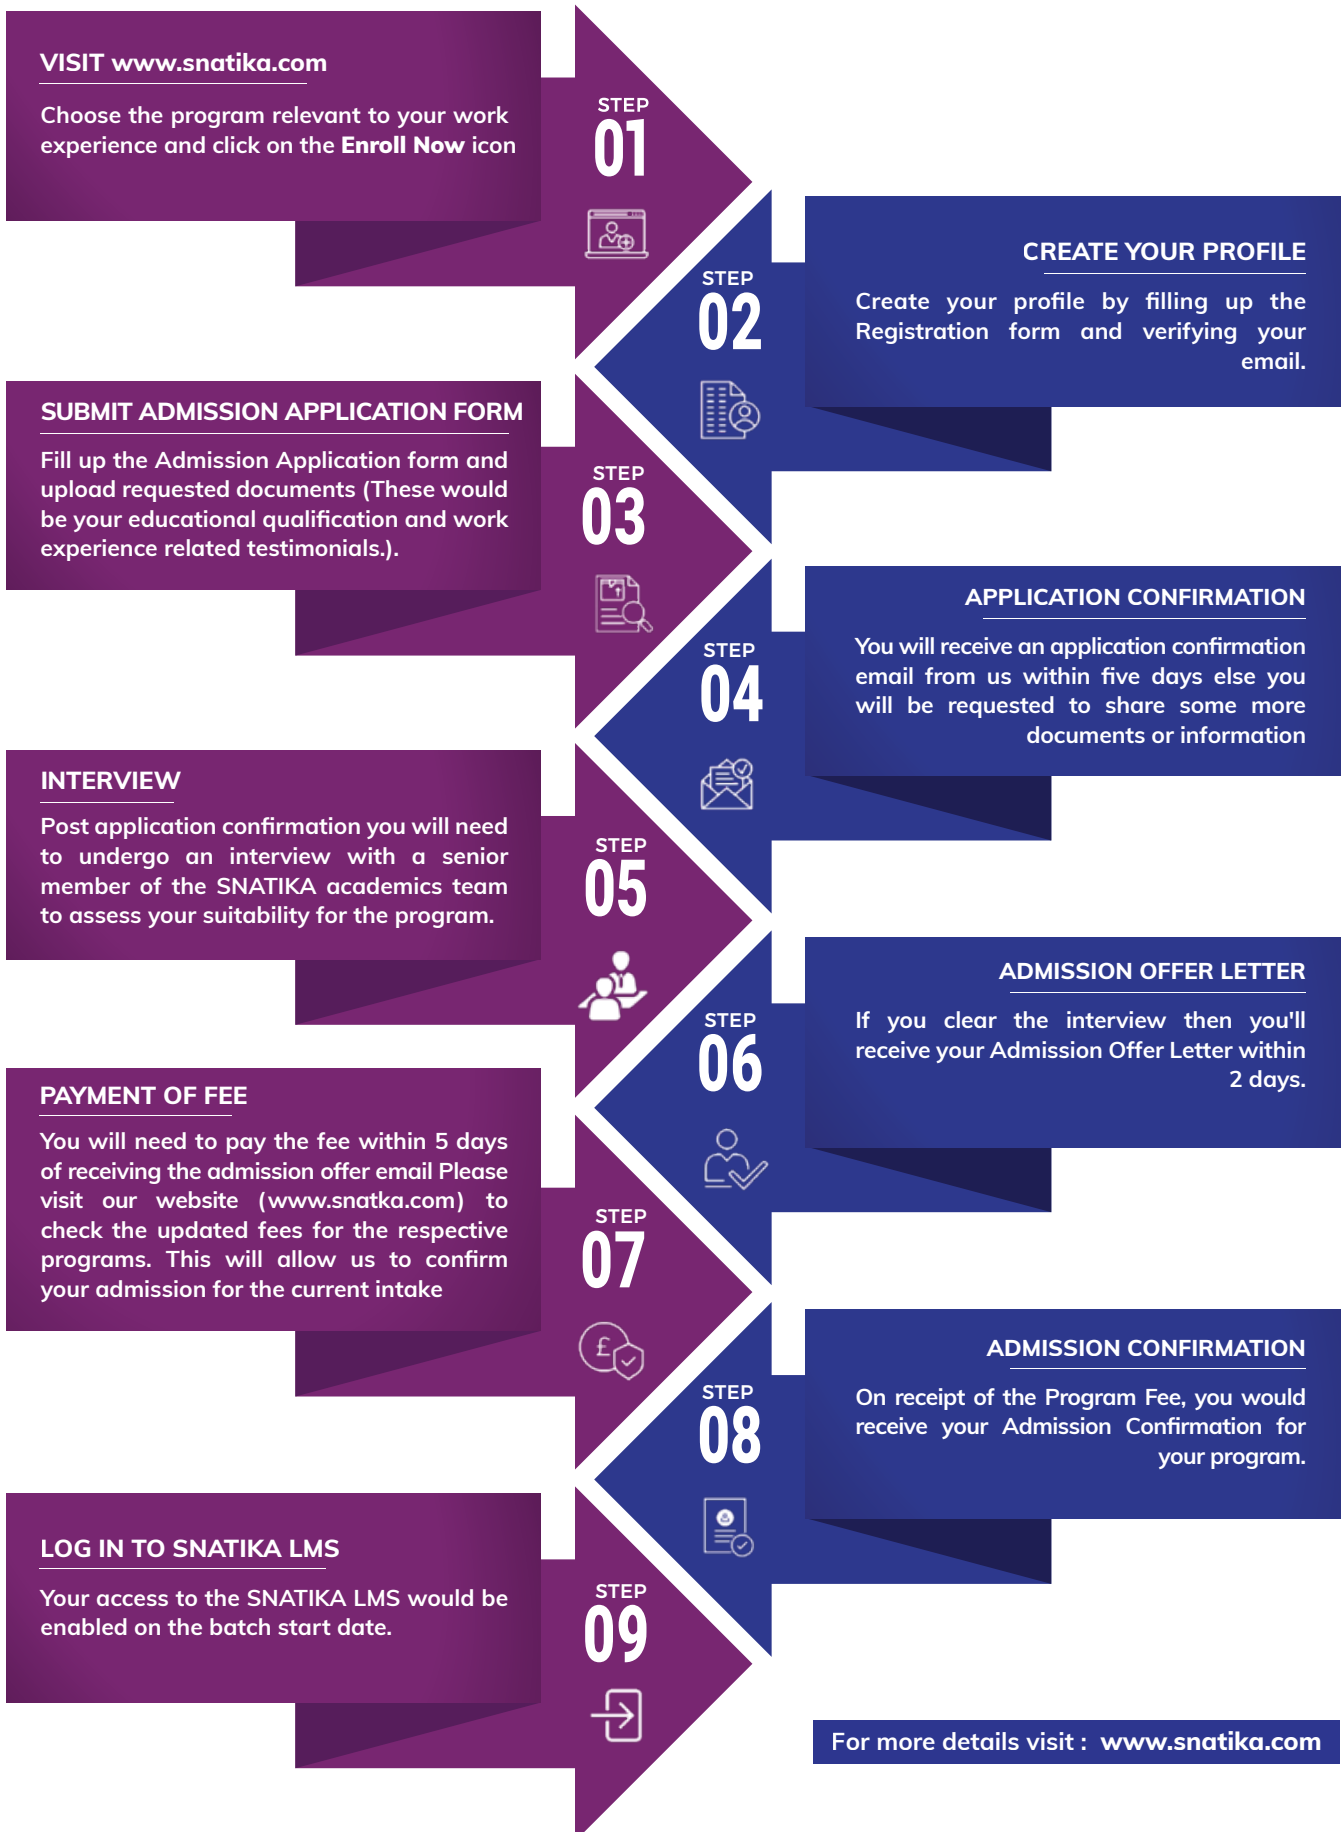 VISIT www.snatika.com
Choose the program relevant to your work
experience and click on the Enroll Now icon
STEP
01
STEP
02
CREATE YOUR PROFILE
Create your profile by filling up the
Registration form and verifying your
email.
SUBMIT ADMISSION APPLICATION FORM
Fill up the Admission Application form and
upload requested documents (These would
be your educational qualification and work
experience related testimonials.).
STEP
03
STEP
04
APPLICATION CONFIRMATION
You will receive an application confirmation
email from us within five days else you
will be requested to share some more
documents or information
INTERVIEW
Post application confirmation you will need
to undergo an interview with a senior
member of the SNATIKA academics team
to assess your suitability for the program.
STEP
05
STEP
06
ADMISSION OFFER LETTER
If you clear the interview then you'll
receive your Admission Offer Letter within
2 days.
PAYMENT OF FEE
You will need to pay the fee within 5 days
of receiving the admission offer email Please
visit our website (www.snatka.com) to
check the updated fees for the respective
programs. This will allow us to confirm
your admission for the current intake
STEP
07
£
STEP
08
ADMISSION CONFIRMATION
On receipt of the Program Fee, you would
receive your Admission Confirmation for
your program.
LOG IN TO SNATIKA LMS
Your access to the SNATIKA LMS would be
enabled on the batch start date.
STEP
09
For more details visit : www.snatika.com